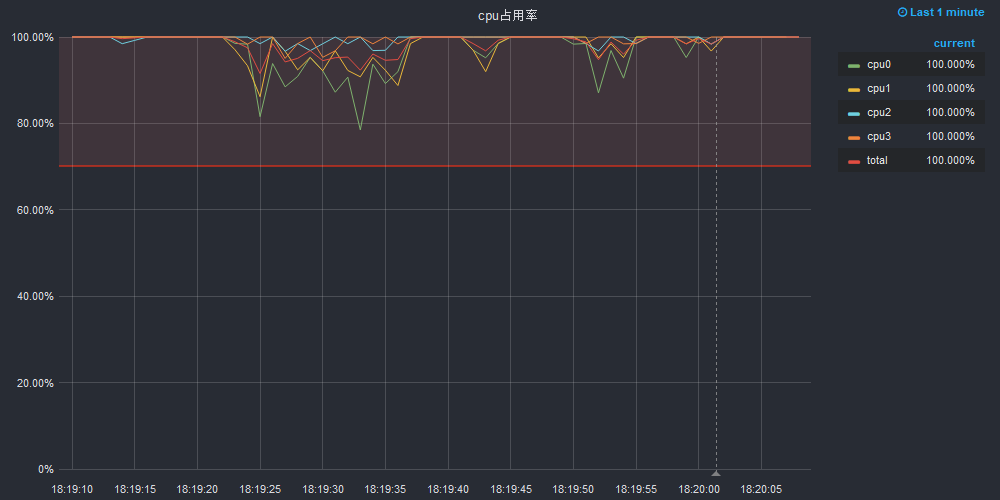 cpu占用率
Last 1 minute
100.00%
80.00%
60.00%
40.00%
20.00%
0%
18:19:10 18:19:15 18:19:20 18:19:25 18:19:30 18:19:35 18:19:40 18:19:45 18:19:50 18:19:55 18:20:00 18:20:05
current
cpu0 100.000%
cpu1 100.000%
cpu2 100.000%
cpu3 100.000%
total 100.000%